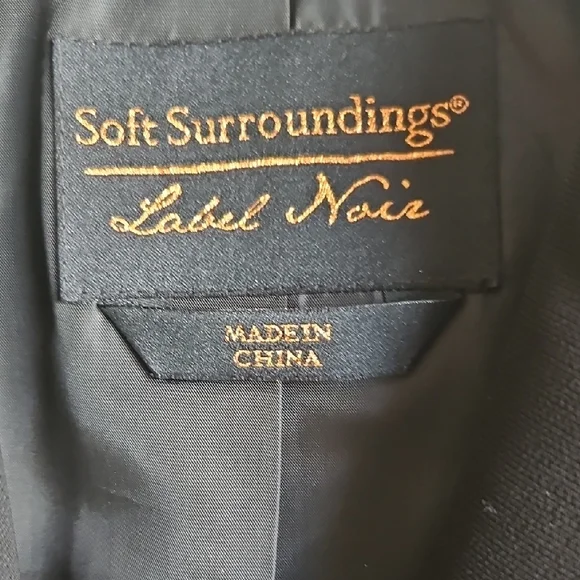 Soft Surroundings®
Label Noir
MADE IN
CHINA